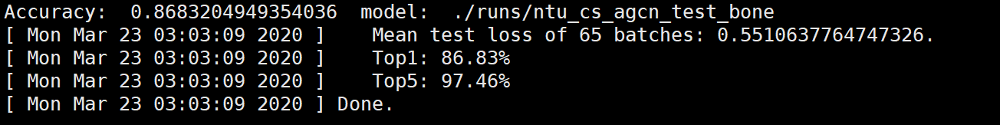 Accuracy:  0.8683204949354036  model:  ./runs/ntu_cs_agcn_test_bone
[ Mon Mar 23 03:03:09 2020 ]    Mean test loss of 65 batches: 0.5510637764747326.
[ Mon Mar 23 03:03:09 2020 ]    Top1: 86.83%
[ Mon Mar 23 03:03:09 2020 ]    Top5: 97.46%
[ Mon Mar 23 03:03:09 2020 ] Done.